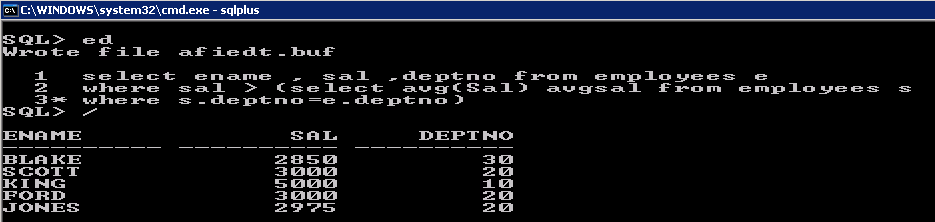 C:\WINDOWS\system32\cmd.exe - sqlplus
SQL> ed
Wrote file afiedt.buf
1 select ename , sal ,deptno from employees e
2 where sal > (select avg(Sal) avgsal from employees s
3* where s.deptno=e.deptno)
SQL> /
ENAME SAL DEPTNO
---------- ---------- ----------
BLAKE 2850 30
SCOTT 3000 20
KING 5000 10
FORD 3000 20
JONES 2975 20